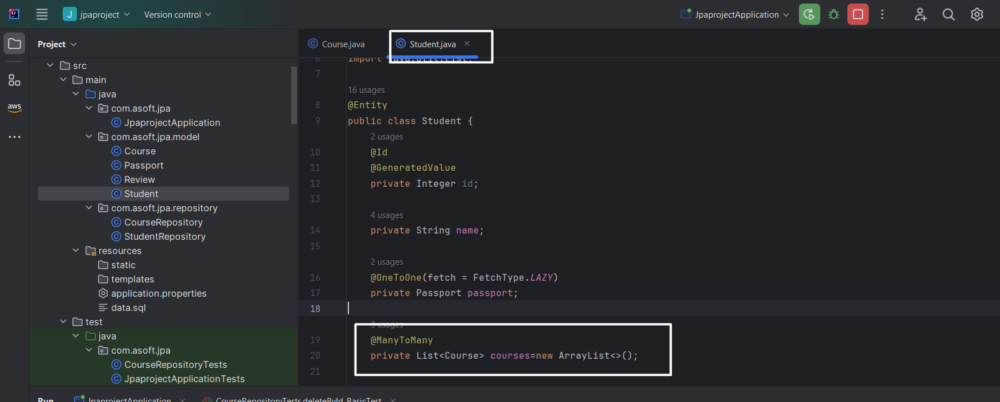 J jpaproject Version control JpaprojectApplication
Project
src
main
java
com.asoft.jpa
JpaprojectApplication
com.asoft.jpa.model
Course
Passport
Review
Student
com.asoft.jpa.repository
CourseRepository
StudentRepository
resources
static
templates
application.properties
data.sql
test
java
com.asoft.jpa
CourseRepositoryTests
JpaprojectApplicationTests
aws
Course.java Student.java
6 import java.util.List;
7
16 usages
8 @Entity
9 public class Student {
2 usages
10 @Id
11 @GeneratedValue
12 private Integer id;
13
4 usages
14 private String name;
15
2 usages
16 @OneToOne(fetch = FetchType.LAZY)
17 private Passport passport;
18
3 usages
19 @ManyToMany
20 private List<Course> courses=new ArrayList<>();
21
Run JpaprojectApplication CourseRepositoryTests.deleteById_BasicTest